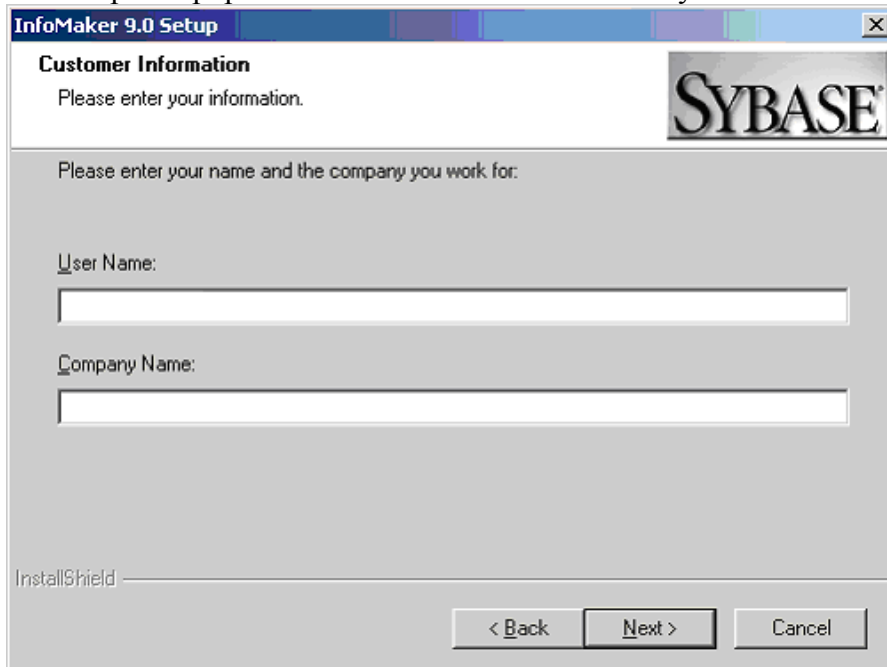 InfoMaker 9.0 Setup
Customer Information
Please enter your information.
SYBASE
Please enter your name and the company you work for:
User Name:
Company Name:
InstallShield
< Back
Next >
Cancel